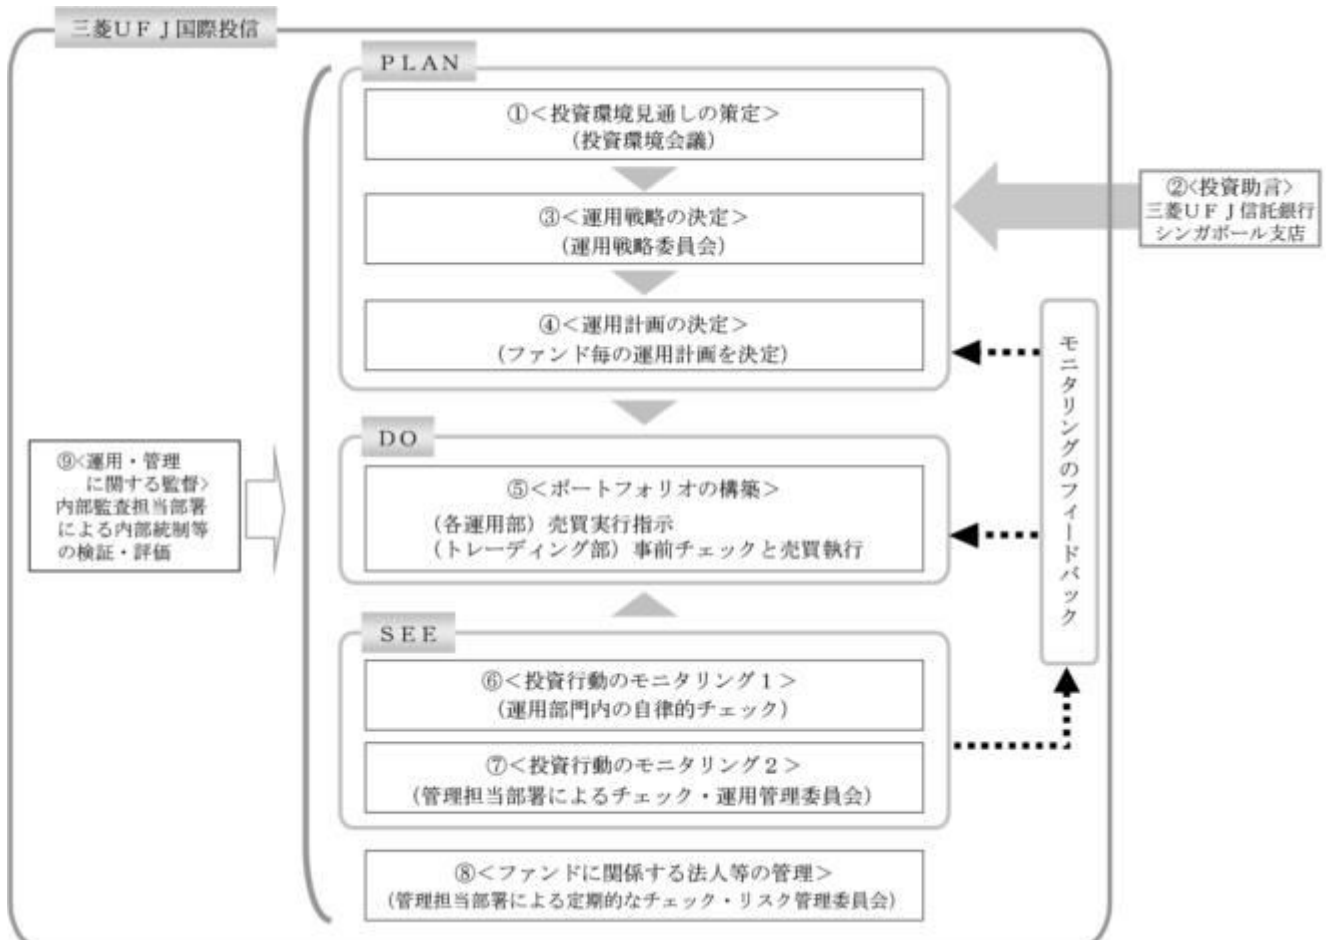 三菱ＵＦＪ国際投信
ＰＬＡＮ
①＜投資環境見通しの策定＞
（投資環境会議）
②＜投資助言＞
三菱ＵＦＪ信託銀行
シンガポール支店
③＜運用戦略の決定＞
（運用戦略委員会）
④＜運用計画の決定＞
（ファンド毎の運用計画を決定）
モニタリングのフィードバック
ＤＯ
⑤＜ポートフォリオの構築＞
（各運用部）売買実行指示
（トレーディング部）事前チェックと売買執行
⑨＜運用・管理
に関する監督＞
内部監査担当部署
による内部統制等
の検証・評価
ＳＥＥ
⑥＜投資行動のモニタリング１＞
（運用部門内の自律的チェック）
⑦＜投資行動のモニタリング２＞
（管理担当部署によるチェック・運用管理委員会）
⑧＜ファンドに関係する法人等の管理＞
（管理担当部署による定期的なチェック・リスク管理委員会）